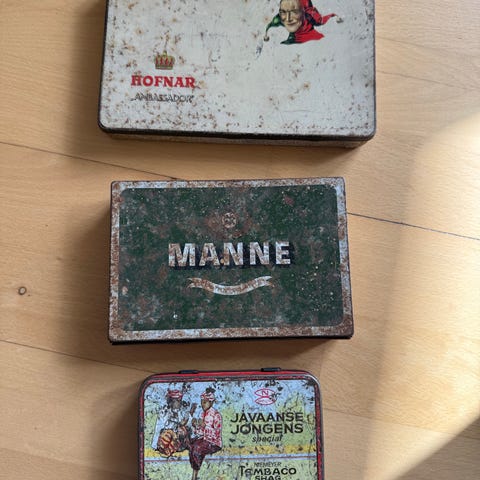 HOFNAR
"AMBASSADOR"
MANNE
JAVAANSE
JONGENS
special
NIEMEYER
TEMBACO
SHAG